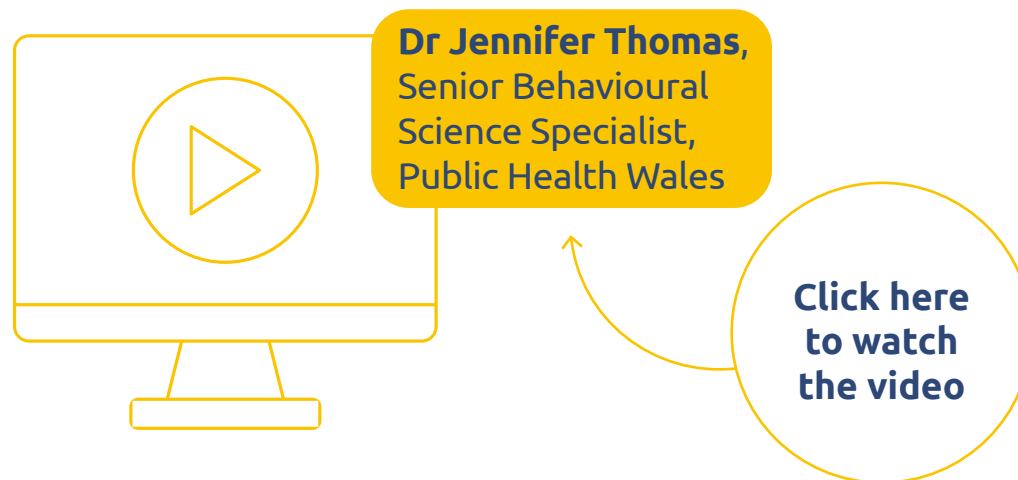 Dr Jennifer Thomas,
Senior Behavioural
Science Specialist,
Public Health Wales
Click here
to watch
the video